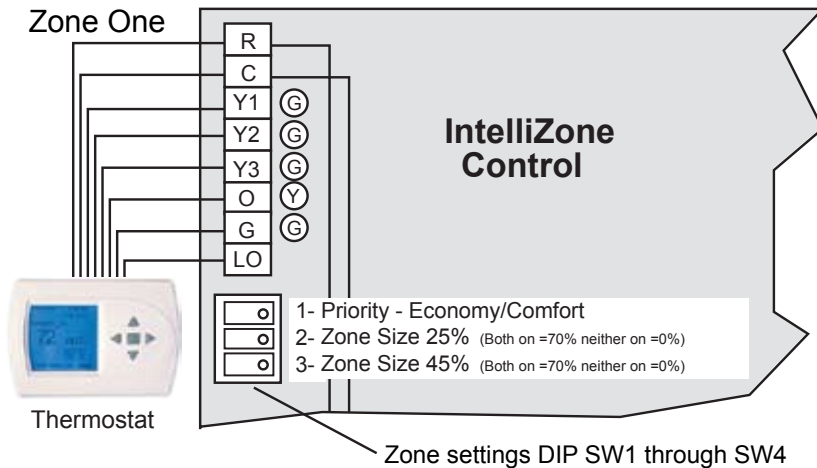 Zone One
R
C
Y1 G
Y2 G
Y3 G
O Y
G G
LO
IntelliZone
Control
1- Priority - Economy/Comfort
2- Zone Size 25% (Both on =70% neither on =0%)
3- Zone Size 45% (Both on =70% neither on =0%)
72
Thermostat
Zone settings DIP SW1 through SW4